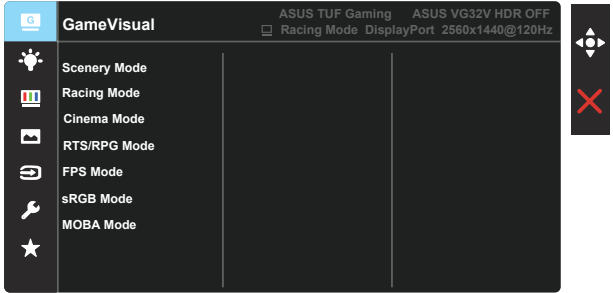 G
GameVisual
ASUS TUF Gaming ASUS VG32V HDR OFF
Racing Mode DisplayPort 2560x1440@120Hz
Scenery Mode
Racing Mode
Cinema Mode
RTS/RPG Mode
FPS Mode
sRGB Mode
MOBA Mode